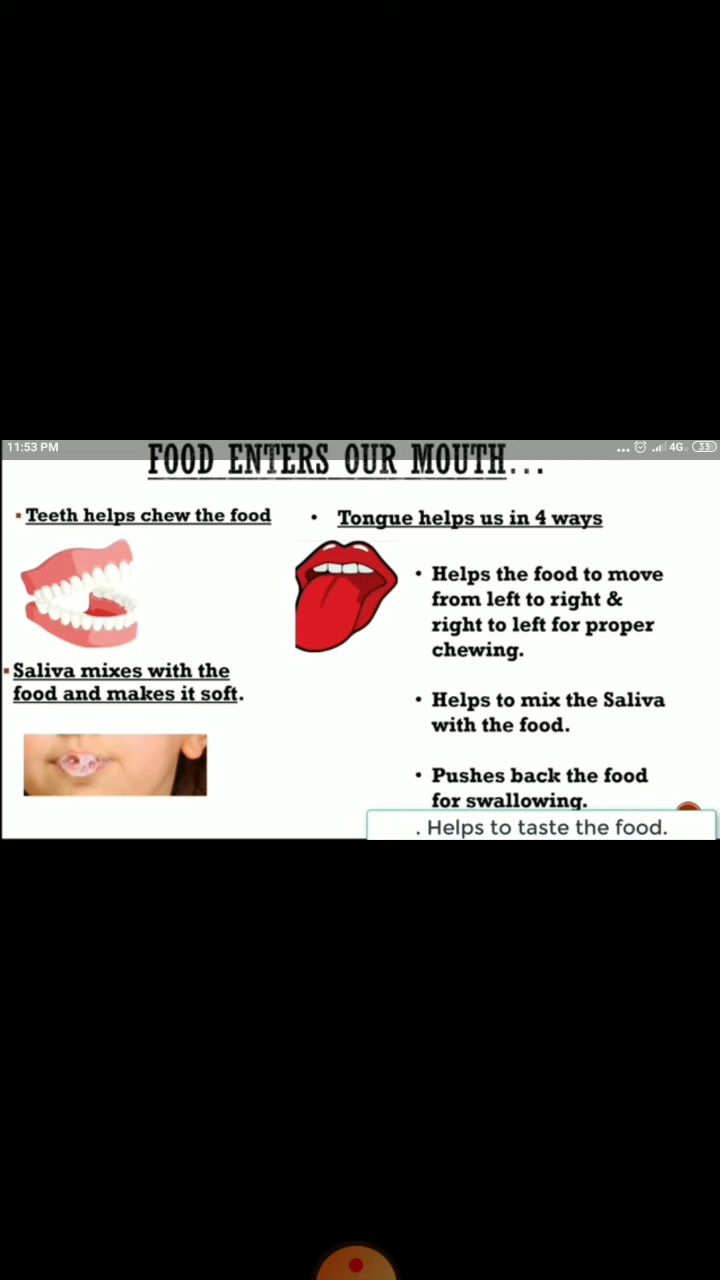 11:53 PM
4G
33
FOOD ENTERS OUR MOUTH...
Teeth helps chew the food
Saliva mixes with the
food and makes it soft.
Tongue helps us in 4 ways
Helps the food to move
from left to right &
right to left for proper
chewing.
Helps to mix the Saliva
with the food.
Pushes back the food
for swallowing.
. Helps to taste the food.